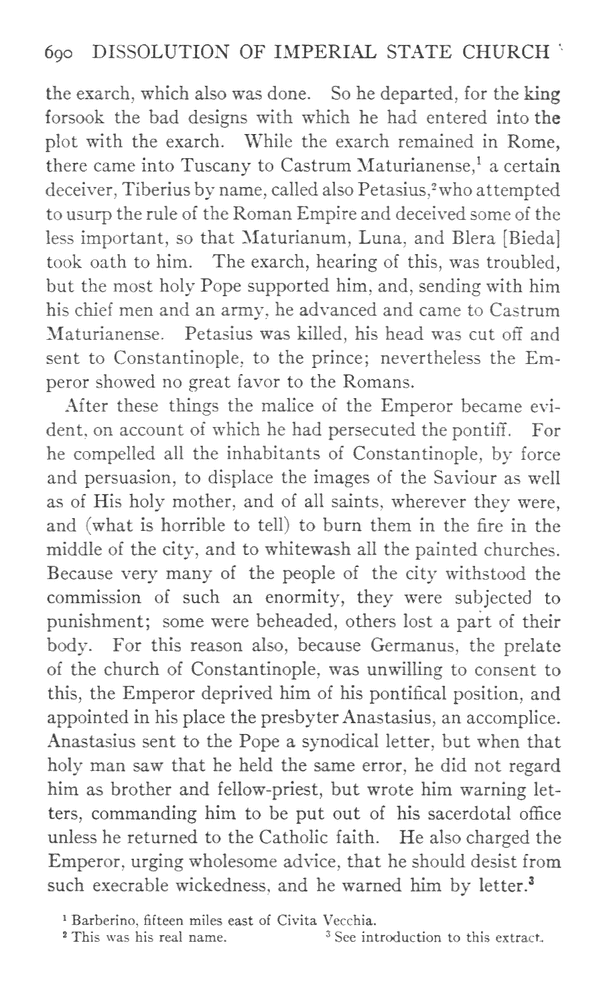 690 DISSOLUTION OF IMPERIAL STATE CHURCH
the exarch, which also was done. So he departed, for the king
forsook the bad designs with which he had entered into the
plot with the exarch. While the exarch remained in Rome,
there came into Tuscany to Castrum Maturianense,¹ a certain
deceiver, Tiberius by name, called also Petasius,² who attempted
to usurp the rule of the Roman Empire and deceived some of the
less important, so that Maturianum, Luna, and Blera [Bieda]
took oath to him. The exarch, hearing of this, was troubled,
but the most holy Pope supported him, and, sending with him
his chief men and an army, he advanced and came to Castrum
Maturianense. Petasius was killed, his head was cut off and
sent to Constantinople, to the prince; nevertheless the Em-
peror showed no great favor to the Romans.
After these things the malice of the Emperor became evi-
dent, on account of which he had persecuted the pontiff. For
he compelled all the inhabitants of Constantinople, by force
and persuasion, to displace the images of the Saviour as well
as of His holy mother, and of all saints, wherever they were,
and (what is horrible to tell) to burn them in the fire in the
middle of the city, and to whitewash all the painted churches.
Because very many of the people of the city withstood the
commission of such an enormity, they were subjected to
punishment; some were beheaded, others lost a part of their
body. For this reason also, because Germanus, the prelate
of the church of Constantinople, was unwilling to consent to
this, the Emperor deprived him of his pontifical position, and
appointed in his place the presbyter Anastasius, an accomplice.
Anastasius sent to the Pope a synodical letter, but when that
holy man saw that he held the same error, he did not regard
him as brother and fellow-priest, but wrote him warning let-
ters, commanding him to be put out of his sacerdotal office
unless he returned to the Catholic faith. He also charged the
Emperor, urging wholesome advice, that he should desist from
such execrable wickedness, and he warned him by letter.³
¹ Barberino, fifteen miles east of Civita Vecchia.
² This was his real name. ³ See introduction to this extract.